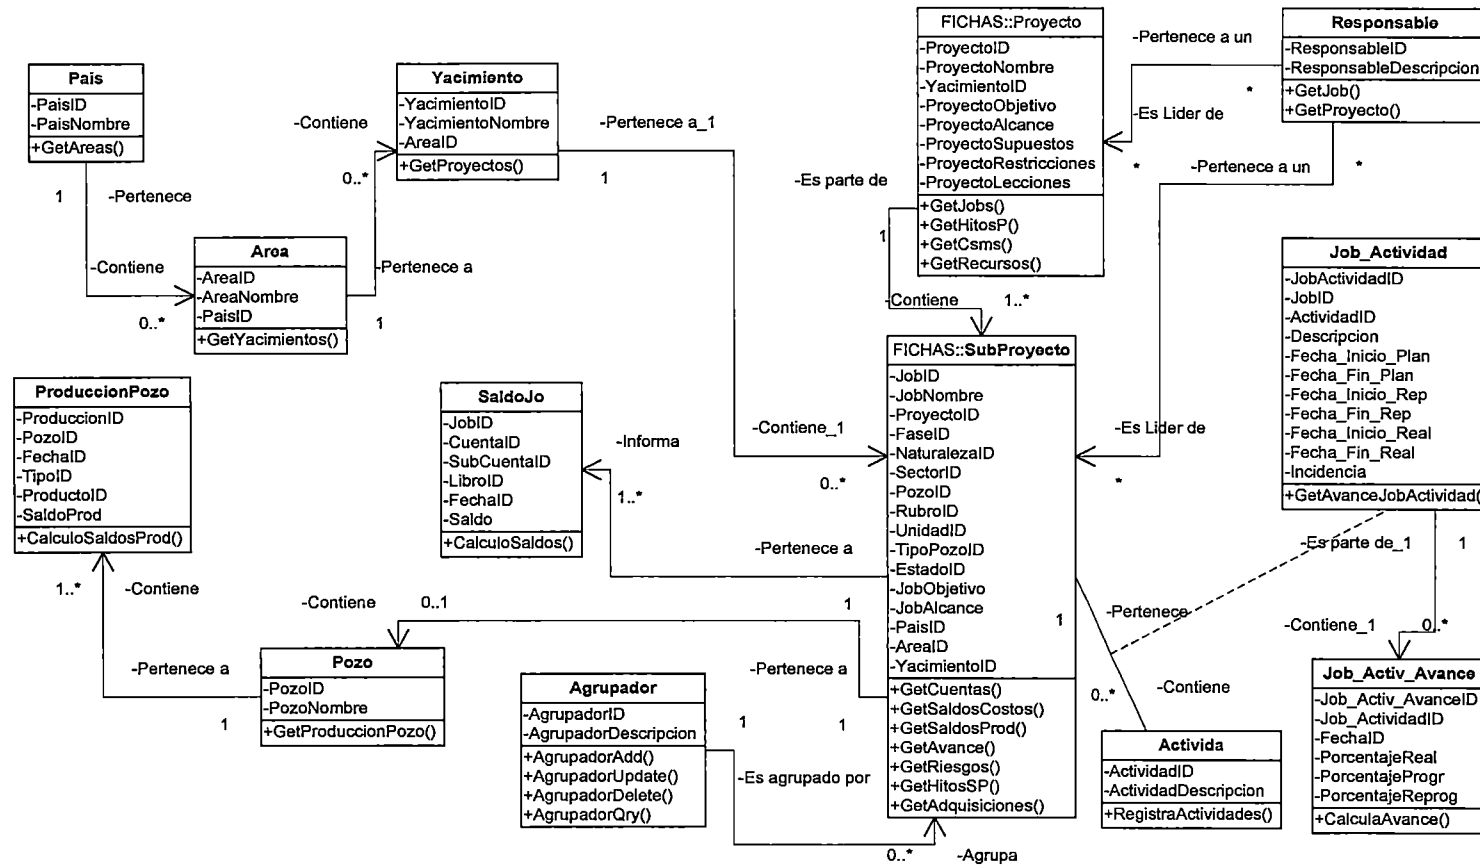 Pais
-PaisID
-PaisNombre
+GetAreas()
1
-Pertenece
-Contiene
0..*
Area
-AreaID
-AreaNombre
-PaisID
+GetYacimientos()
-Contiene
0..*
-Pertenece a
1
Yacimiento
-YacimientoID
-YacimientoNombre
-AreaID
+GetProyectos()
-Pertenece a_1
1
-Contiene_1
0..*
FICHAS::Proyecto
-ProyectoID
-ProyectoNombre
-YacimientoID
-ProyectoObjetivo
-ProyectoAlcance
-ProyectoSupuestos
-ProyectoRestricciones
-ProyectoLecciones
+GetJobs()
+GetHitosP()
+GetCsms()
+GetRecursos()
-Es parte de
1
-Contiene
1..*
Responsable
-ResponsableID
-ResponsableDescripcion
+GetJob()
+GetProyecto()
-Pertenece a un
*
-Es Lider de
*
-Pertenece a un
*
-Es Lider de
*
Job_Actividad
-JobActividadID
-JobID
-ActividadID
-Descripcion
-Fecha_Inicio_Plan
-Fecha_Fin_Plan
-Fecha_Inicio_Rep
-Fecha_Fin_Rep
-Fecha_Inicio_Real
-Fecha_Fin_Real
-Incidencia
+GetAvanceJobActividad(
-Es parte de_1
1
-Contiene_1
0..*
Job_Activ_Avance
-Job_Activ_AvanceID
-Job_ActividadID
-FechaID
-PorcentajeReal
-PorcentajeProgr
-PorcentajeReprog
+CalculaAvance()
FICHAS::SubProyecto
-JobID
-JobNombre
-ProyectoID
-FaseID
-NaturalezaID
-SectorID
-PozoID
-RubroID
-UnidadID
-TipoPozoID
-EstadoID
-JobObjetivo
-JobAlcance
-PaisID
-AreaID
-YacimientoID
+GetCuentas()
+GetSaldosCostos()
+GetSaldosProd()
+GetAvance()
+GetRiesgos()
+GetHitosSP()
+GetAdquisiciones()
1
-Pertenece
0..*
-Contiene
Activida
-ActividadID
-ActividadDescripcion
+RegistraActividades()
ProduccionPozo
-ProduccionID
-PozoID
-FechaID
-TipoID
-ProductoID
-SaldoProd
+CalculoSaldosProd()
1..*
-Contiene
-Pertenece a
1
SaldoJo
-JobID
-CuentaID
-SubCuentaID
-LibroID
-FechaID
-Saldo
+CalculoSaldos()
-Informa
1..*
-Pertenece a
1
-Contiene
0..1
-Pertenece a
1
Pozo
-PozoID
-PozoNombre
+GetProduccionPozo()
Agrupador
-AgrupadorID
-AgrupadorDescripcion
+AgrupadorAdd()
+AgrupadorUpdate()
+AgrupadorDelete()
+AgrupadorQry()
1
-Es agrupado por
0..*
-Agrupa